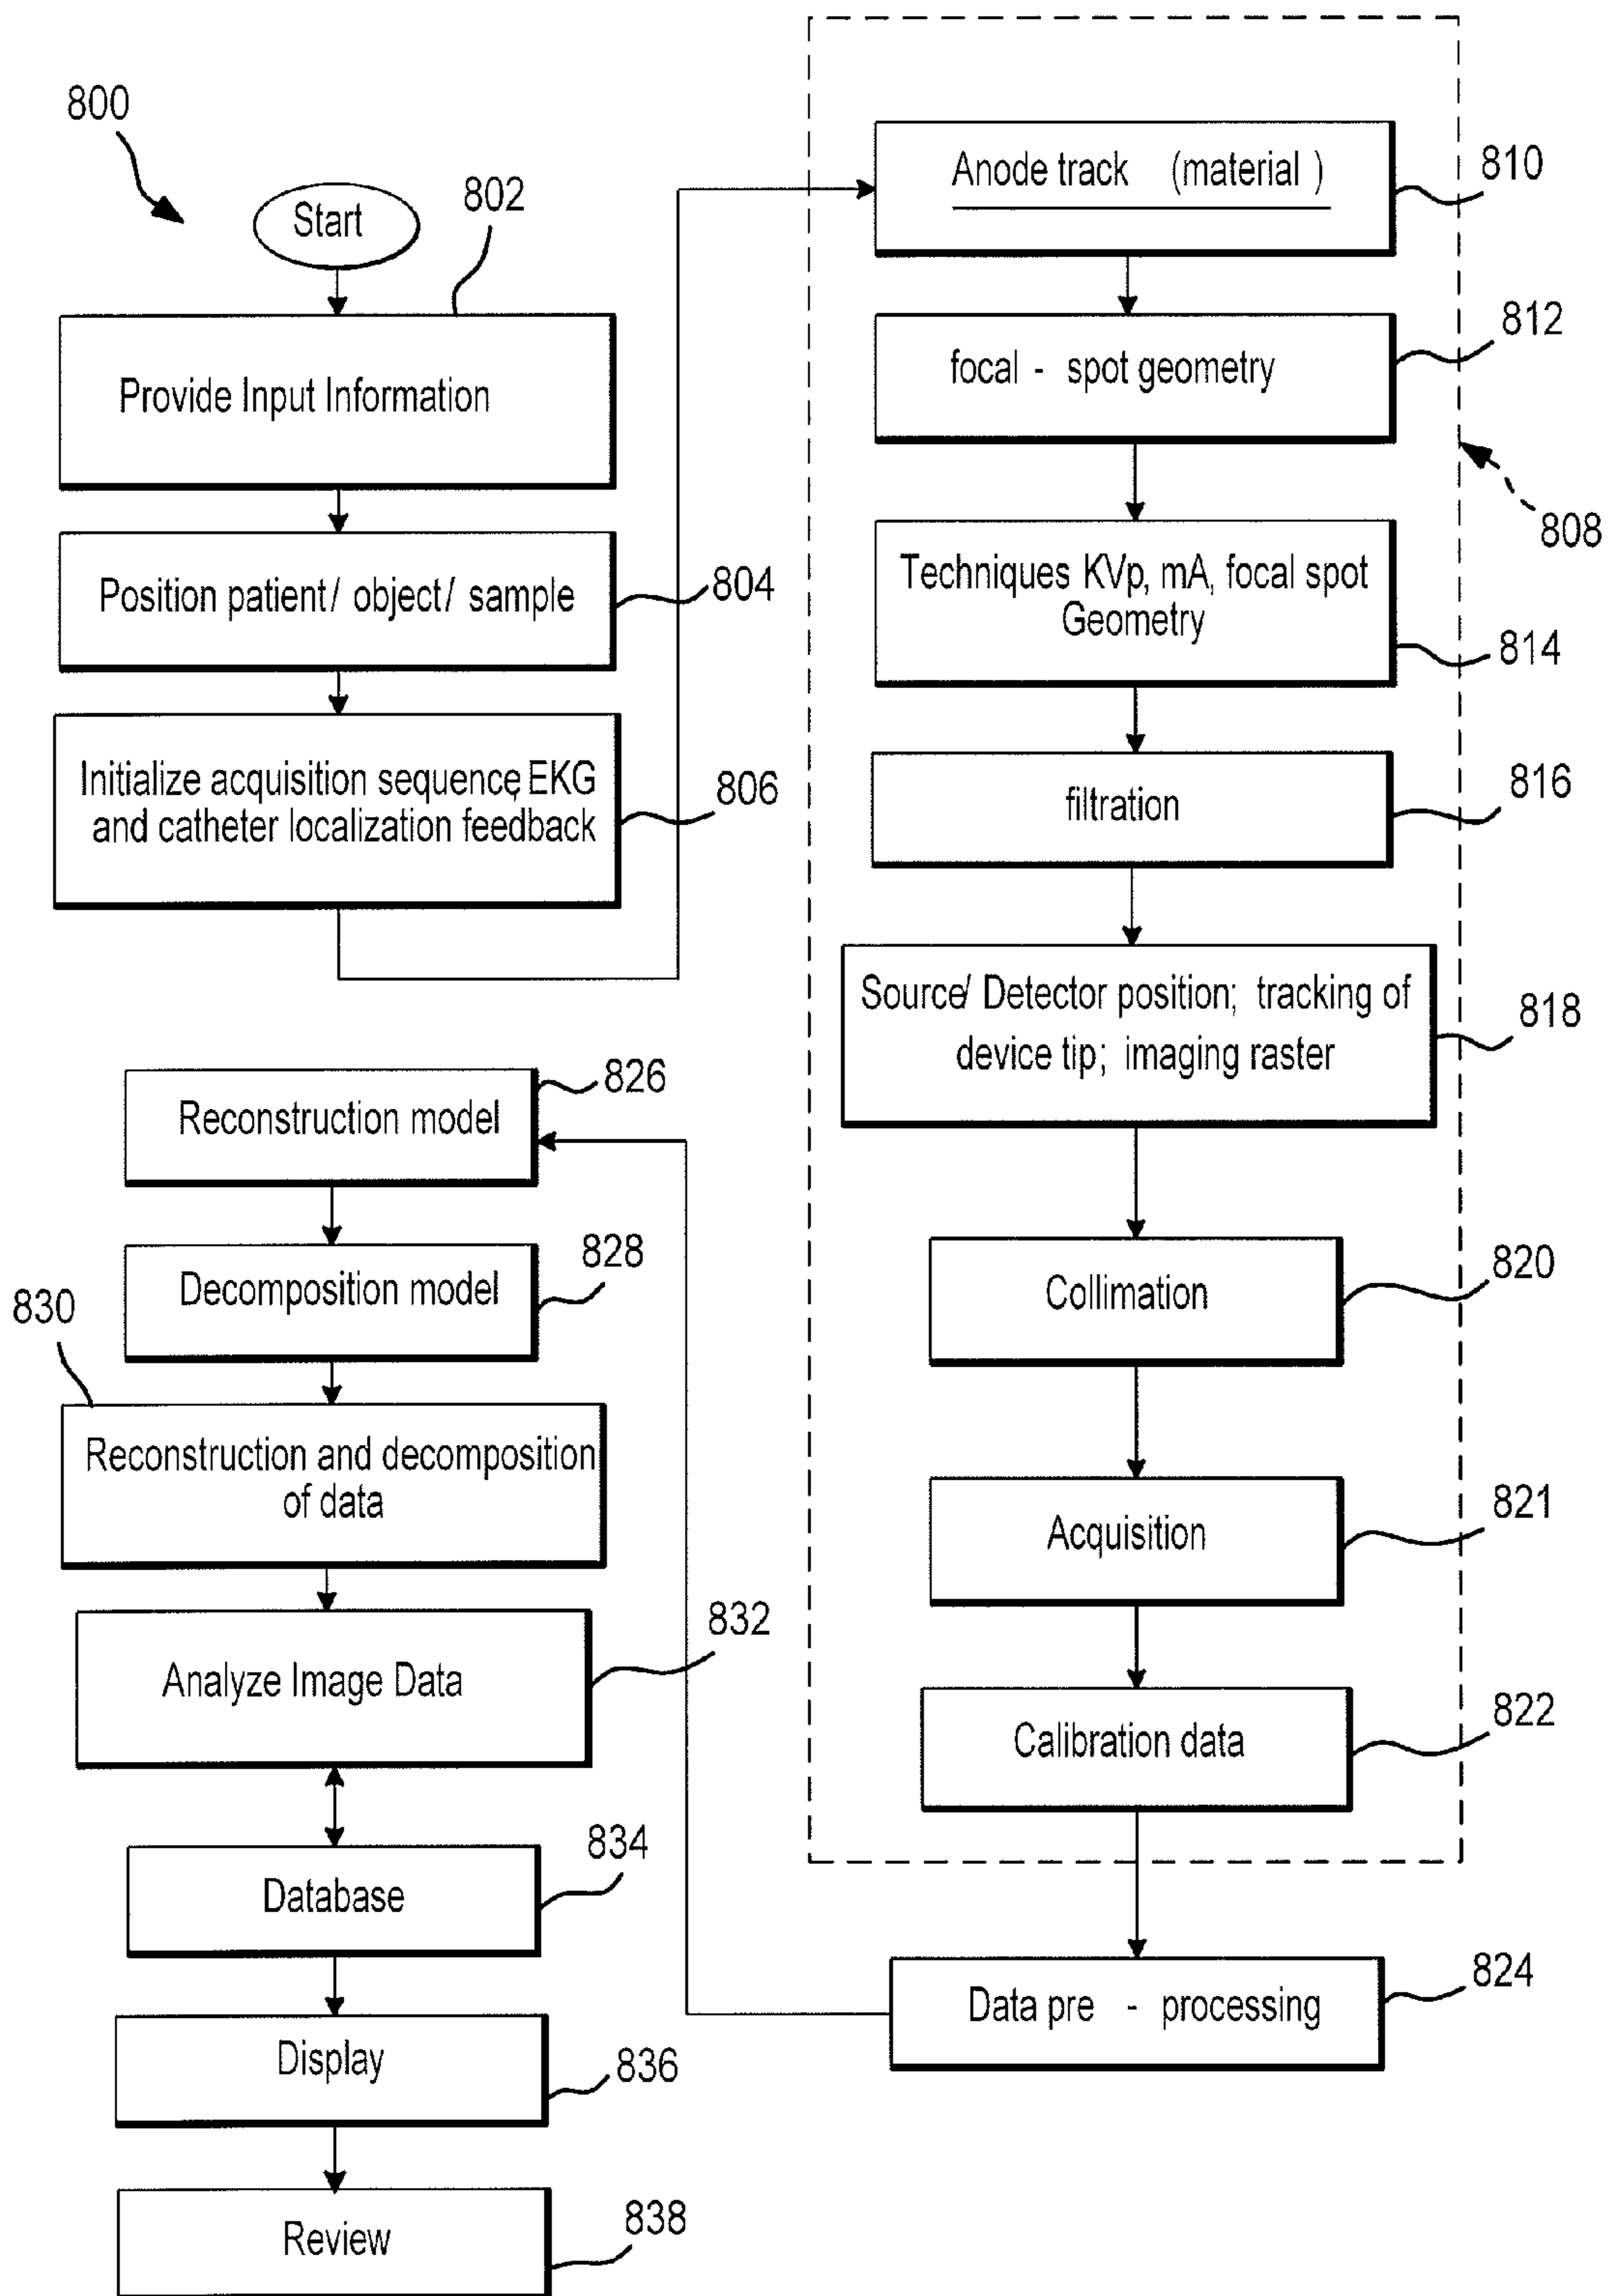 800
Start
802
Provide Input Information
Position patient/ object/ sample
804
Initialize acquisition sequence, EKG
and catheter localization feedback
806
808
Anode track (material )
810
focal - spot geometry
812
Techniques KVp, mA, focal spot
Geometry
814
filtration
816
Source/ Detector position; tracking of
device tip; imaging raster
818
Collimation
820
Acquisition
821
Calibration data
822
Data pre - processing
824
Reconstruction model
826
Decomposition model
828
830
Reconstruction and decomposition
of data
Analyze Image Data
832
Database
834
Display
836
Review
838